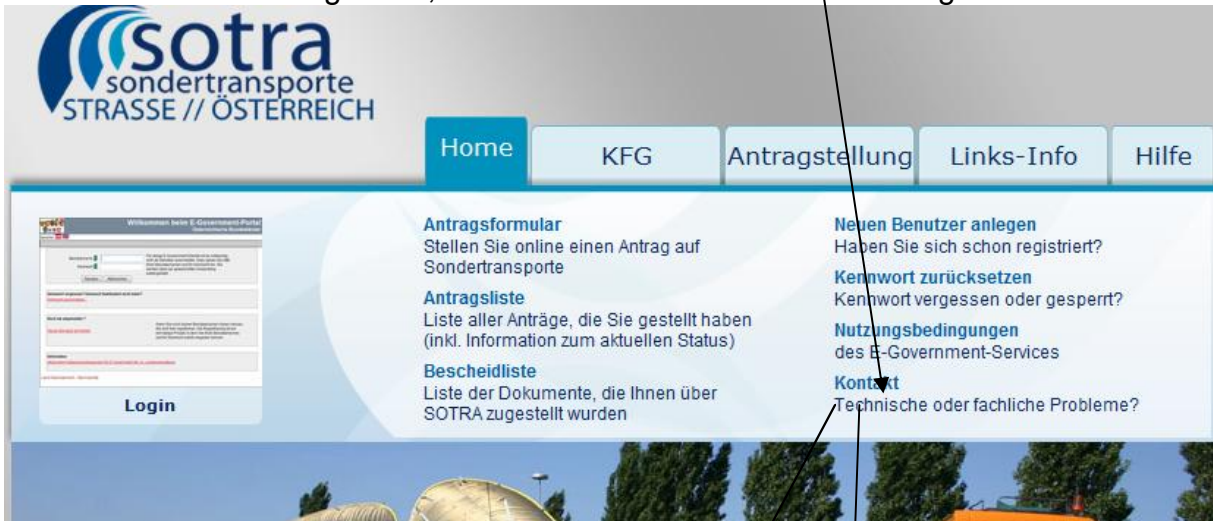 sotra
sondertransporte
STRASSE // ÖSTERREICH
Home
KFG
Antragstellung
Links-Info
Hilfe
Willkommen beim E-Government-Portal
Login
Antragsformular
Stellen Sie online einen Antrag auf
Sondertransporte
Antragsliste
Liste aller Anträge, die Sie gestellt haben
(inkl. Information zum aktuellen Status)
Bescheidliste
Liste der Dokumente, die Ihnen über
SOTRA zugestellt wurden
Neuen Benutzer anlegen
Haben Sie sich schon registriert?
Kennwort zurücksetzen
Kennwort vergessen oder gesperrt?
Nutzungsbedingungen
des E-Government-Services
Kontakt
Technische oder fachliche Probleme?